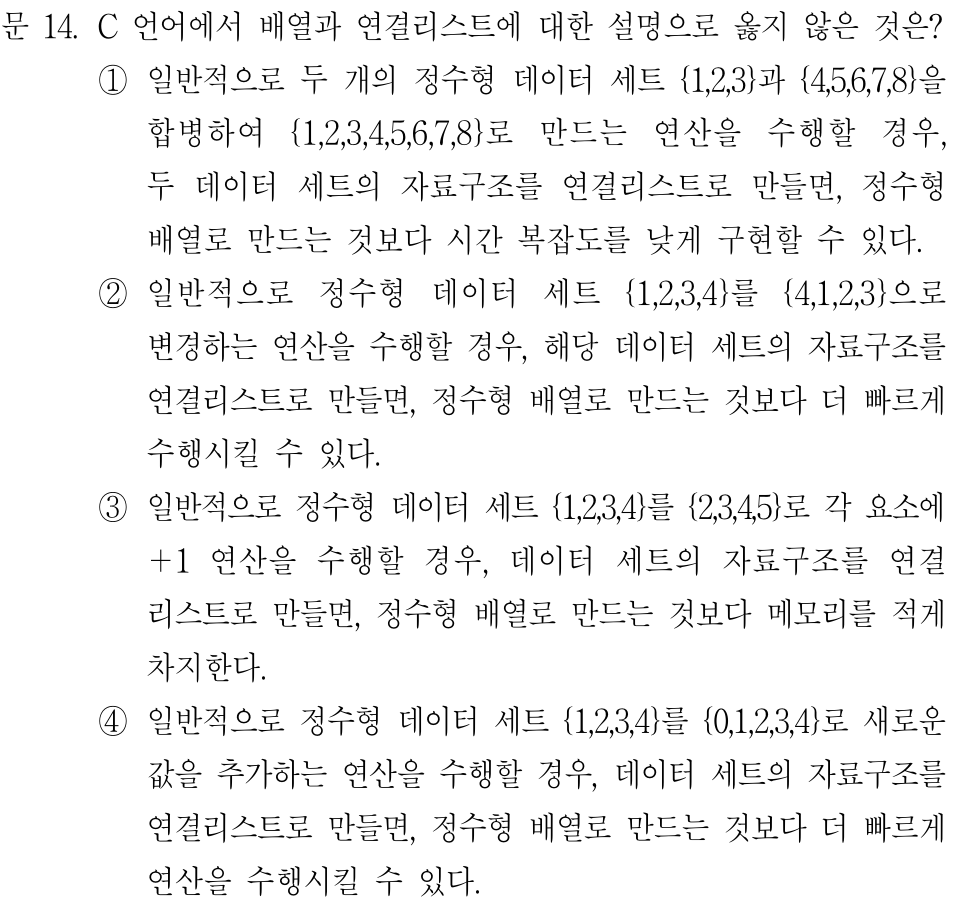 문 14. C 언어에서 배열과 연결리스트에 대한 설명으로 옳지 않은 것은?
① 일반적으로 두 개의 정수형 데이터 세트 {1,2,3}과 {4,5,6,7,8}을
합병하여 {1,2,3,4,5,6,7,8}로 만드는 연산을 수행할 경우,
두 데이터 세트의 자료구조를 연결리스트로 만들면, 정수형
배열로 만드는 것보다 시간 복잡도를 낮게 구현할 수 있다.
② 일반적으로 정수형 데이터 세트 {1,2,3,4}를 {4,1,2,3}으로
변경하는 연산을 수행할 경우, 해당 데이터 세트의 자료구조를
연결리스트로 만들면, 정수형 배열로 만드는 것보다 더 빠르게
수행시킬 수 있다.
③ 일반적으로 정수형 데이터 세트 {1,2,3,4}를 {2,3,4,5}로 각 요소에
+1 연산을 수행할 경우, 데이터 세트의 자료구조를 연결
리스트로 만들면, 정수형 배열로 만드는 것보다 메모리를 적게
차지한다.
④ 일반적으로 정수형 데이터 세트 {1,2,3,4}를 {0,1,2,3,4}로 새로운
값을 추가하는 연산을 수행할 경우, 데이터 세트의 자료구조를
연결리스트로 만들면, 정수형 배열로 만드는 것보다 더 빠르게
연산을 수행시킬 수 있다.